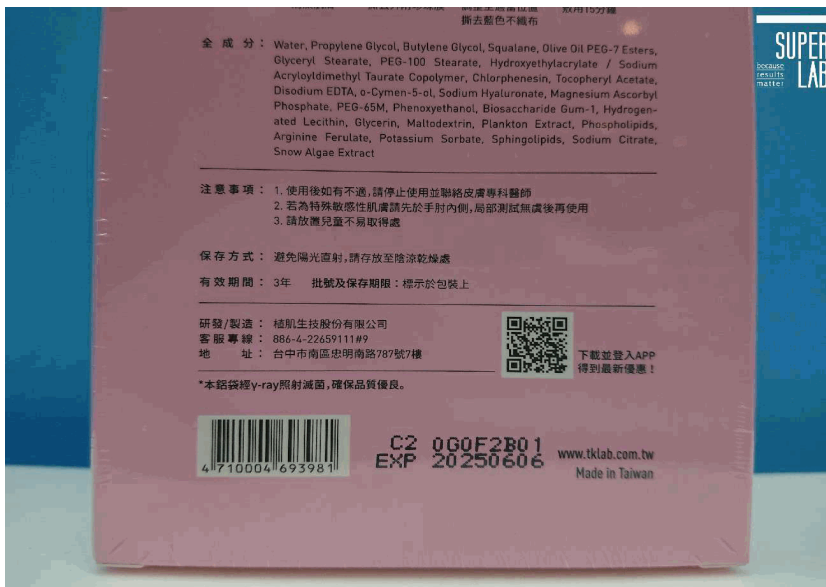 撕去藍色不織布
SUPER
LAB
because
results
matter
全成分： Water, Propylene Glycol, Butylene Glycol, Squalane, Olive Oil PEG-7 Esters,
Glyceryl Stearate, PEG-100 Stearate, Hydroxyethylacrylate / Sodium
Acryloyldimethyl Taurate Copolymer, Chlorphenesin, Tocopheryl Acetate,
Disodium EDTA, o-Cymen-5-ol, Sodium Hyaluronate, Magnesium Ascorbyl
Phosphate, PEG-65M, Phenoxyethanol, Biosaccharide Gum-1, Hydrogen-
ated Lecithin, Glycerin, Maltodextrin, Plankton Extract, Phospholipids,
Arginine Ferulate, Potassium Sorbate, Sphingolipids, Sodium Citrate,
Snow Algae Extract
注意事項： 1. 使用後如有不適,請停止使用並聯絡皮膚專科醫師
2. 若為特殊敏感性肌膚請先於手肘內側,局部測試無虞後再使用
3. 請放置兒童不易取得處
保存方式： 避免陽光直射,請存放至陰涼乾燥處
有效期間： 3年 批號及保存期限：標示於包裝上
研發/製造： 植肌生技股份有限公司
客服專線： 886-4-22659111#9
地址： 台中市南區忠明南路787號7樓
下載並登入APP
得到最新優惠！
*本鋁袋經γ-ray照射滅菌,確保品質優良。
4 710004 693981
C2 0G0F2B01
EXP 20250606
www.tklab.com.tw
Made in Taiwan